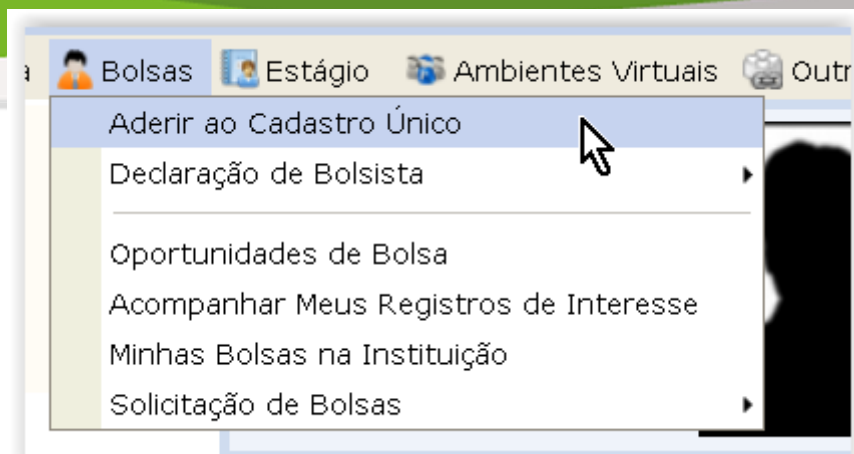 a Bolsas Estágio Ambientes Virtuais Outr
Aderir ao Cadastro Único
Declaração de Bolsista
Oportunidades de Bolsa
Acompanhar Meus Registros de Interesse
Minhas Bolsas na Instituição
Solicitação de Bolsas